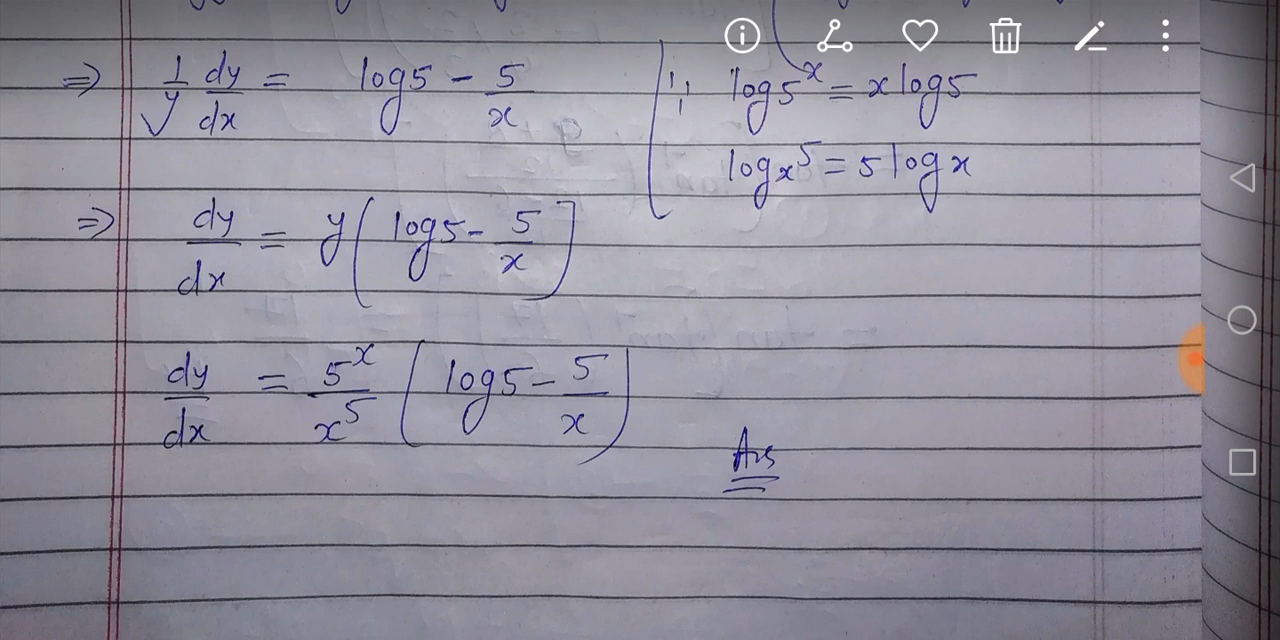 ⇒ 1/y dy/dx = log5 - 5/x
∵ log5^x = x log5
log x^5 = 5 log x
⇒ dy/dx = y ( log5 - 5/x ]
dy/dx = 5^x/x^5 ( log5 - 5/x )
Ans